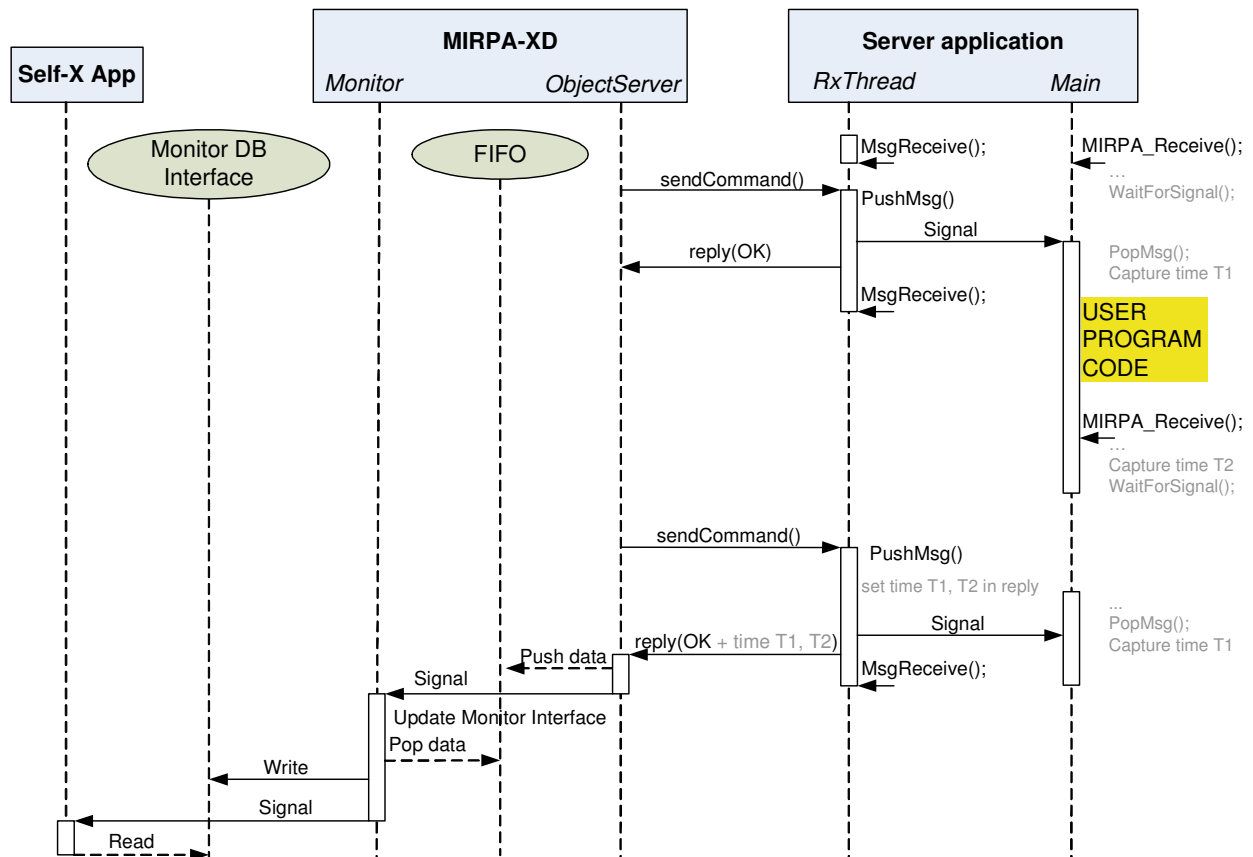 MIRPA-XD
Server application
Self-X App
Monitor
ObjectServer
RxThread
Main
Monitor DB
Interface
FIFO
MsgReceive();
MIRPA_Receive();
...
WaitForSignal();
sendCommand()
PushMsg()
Signal
reply(OK)
PopMsg();
Capture time T1
MsgReceive();
USER
PROGRAM
CODE
MIRPA_Receive();
...
Capture time T2
WaitForSignal();
sendCommand()
PushMsg()
set time T1, T2 in reply
Signal
...
PopMsg();
Capture time T1
reply(OK + time T1, T2)
Push data
MsgReceive();
Signal
Update Monitor Interface
Pop data
Write
Signal
Read